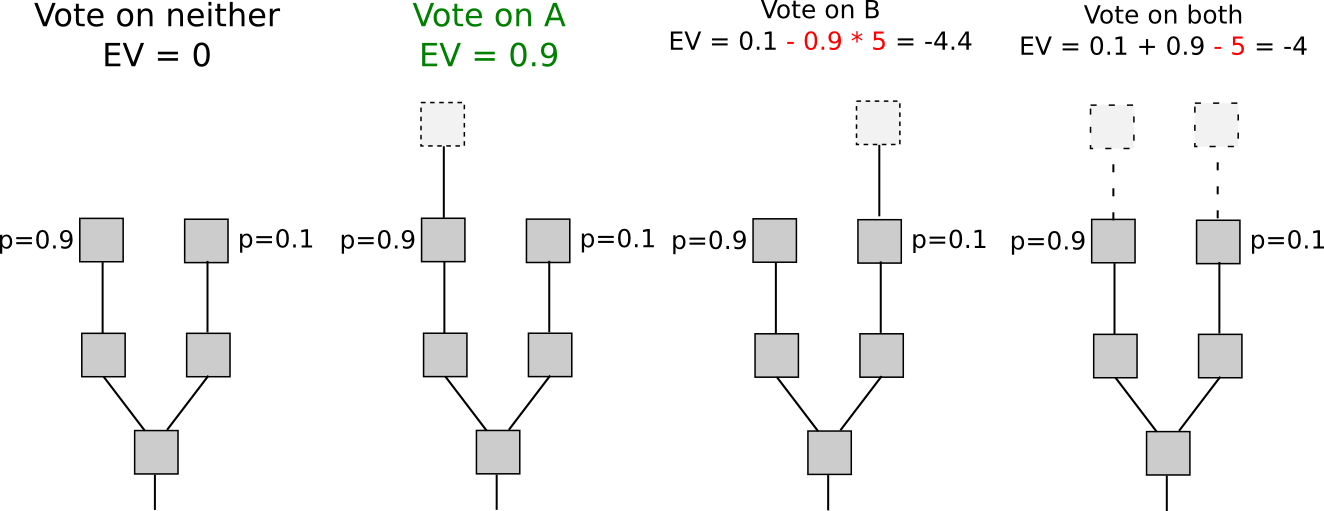 Vote on neither
EV = 0
Vote on A
EV = 0.9
Vote on B
EV = 0.1 - 0.9 * 5 = -4.4
Vote on both
EV = 0.1 + 0.9 - 5 = -4
p=0.9
p=0.1
p=0.9
p=0.1
p=0.9
p=0.1
p=0.9
p=0.1